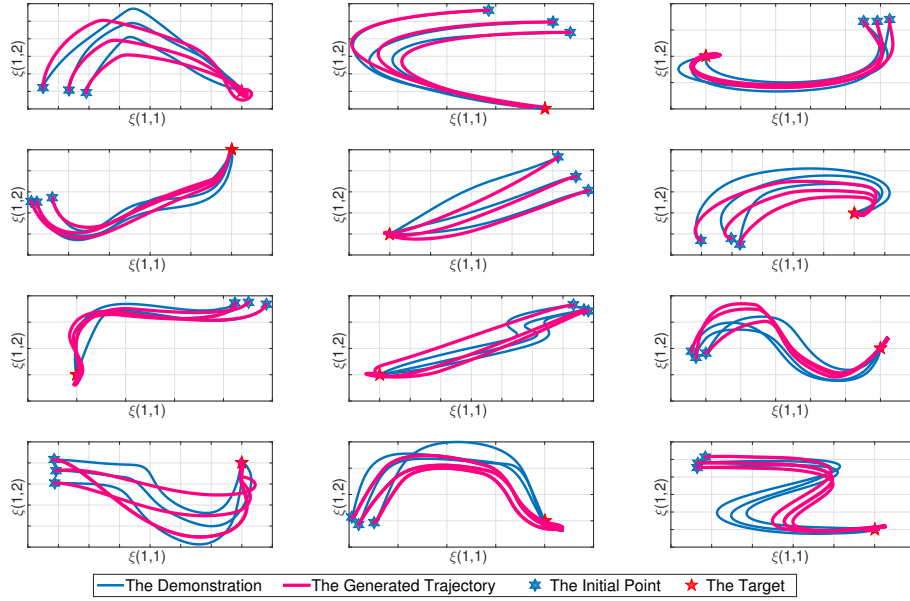 ξ(1,2) ξ(1,2) ξ(1,2)
ξ(1,1) ξ(1,1) ξ(1,1)
ξ(1,2) ξ(1,2) ξ(1,2)
ξ(1,1) ξ(1,1) ξ(1,1)
ξ(1,2) ξ(1,2) ξ(1,2)
ξ(1,1) ξ(1,1) ξ(1,1)
ξ(1,2) ξ(1,2) ξ(1,2)
ξ(1,1) ξ(1,1) ξ(1,1)
The Demonstration The Generated Trajectory The Initial Point The Target